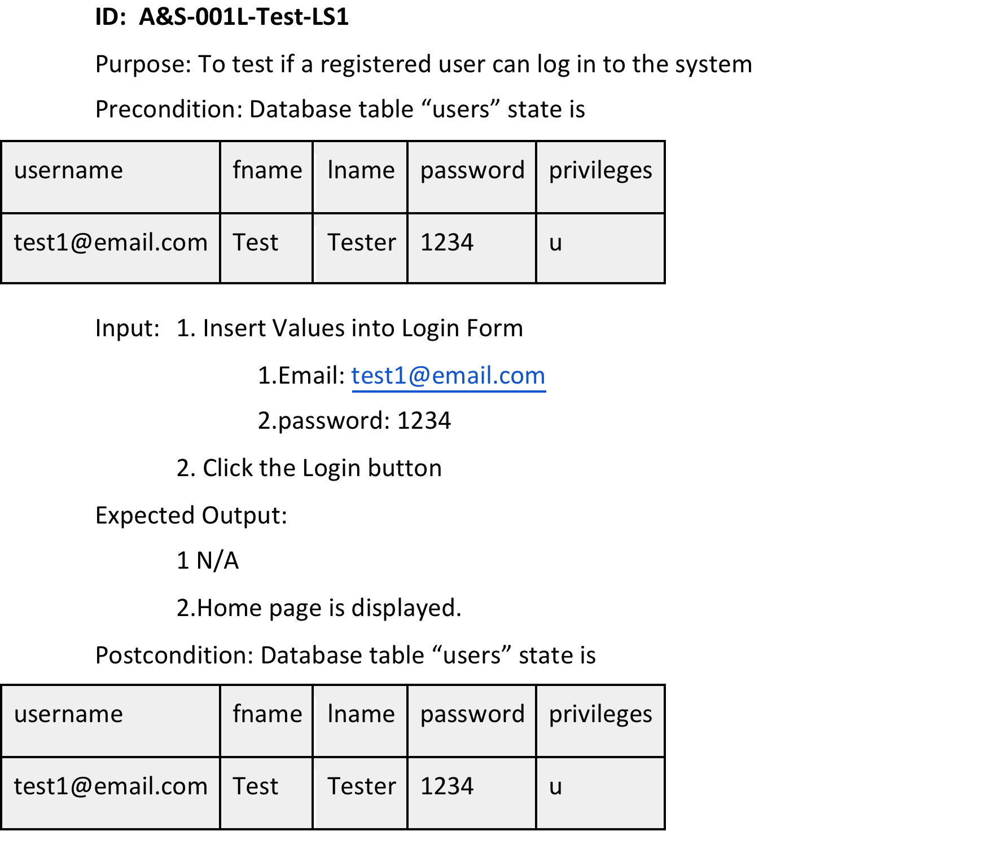 ID: A&S-001L-Test-LS1
Purpose: To test if a registered user can log in to the system
Precondition: Database table “users” state is
username fname lname password privileges
test1@email.com Test Tester 1234 u
Input: 1. Insert Values into Login Form
1.Email: test1@email.com
2.password: 1234
2. Click the Login button
Expected Output:
1 N/A
2.Home page is displayed.
Postcondition: Database table “users” state is
username fname lname password privileges
test1@email.com Test Tester 1234 u